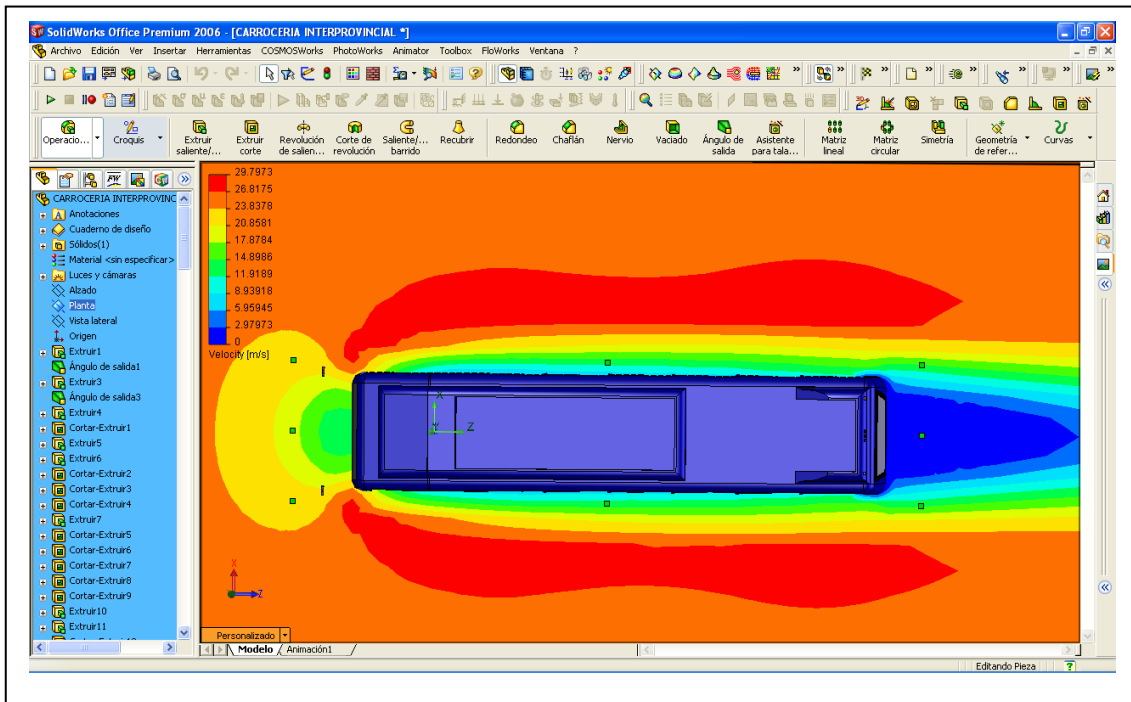 SolidWorks Office Premium 2006 - [CARROCERIA INTERPROVINCIAL *]
Archivo Edición Ver Insertar Herramientas COSMOSWorks PhotoWorks Animator Toolbox FloWorks Ventana ?
Operacio... Croquis Extruir saliente/... Extruir corte Revolución de salien... Corte de revolución Saliente/... barrido Recubrir Redondeo Chaflán Nervio Vaciado Ángulo de salida Asistente para tala... Matriz lineal Matriz circular Simetría Geometría de refer... Curvas
CARROCERIA INTERPROVINC
Anotaciones
Cuaderno de diseño
Sólidos(1)
Material <sin especificar>
Luces y cámaras
Alzado
Planta
Vista lateral
Origen
Extruir1
Ángulo de salida1
Extruir3
Ángulo de salida3
Extruir4
Cortar-Extruir1
Extruir5
Extruir6
Cortar-Extruir2
Cortar-Extruir3
Cortar-Extruir4
Extruir7
Cortar-Extruir5
Cortar-Extruir6
Cortar-Extruir7
Cortar-Extruir8
Cortar-Extruir9
Extruir10
Extruir11
29.7973
26.8175
23.8378
20.8581
17.8784
14.8986
11.9189
8.93918
5.95945
2.97973
0
Velocity [m/s]
X
Y Z
X
Z
Personalizado
Modelo Animación1
Editando Pieza ?